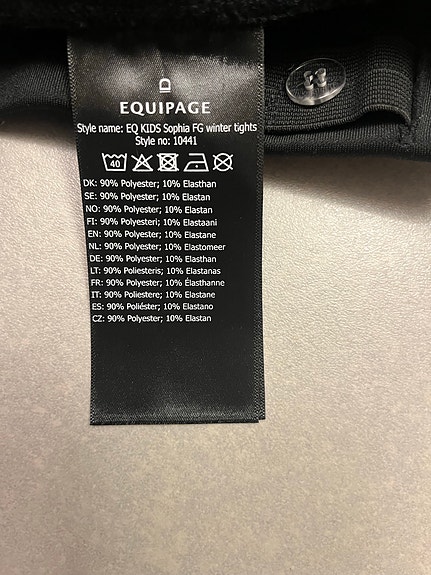 EQUIPAGE
Style name: EQ KIDS Sophia FG winter tights
Style no: 10441
40
DK: 90% Polyester; 10% Elasthan
SE: 90% Polyester; 10% Elastan
NO: 90% Polyester; 10% Elastan
FI: 90% Polyesteri; 10% Elastaani
EN: 90% Polyester; 10% Elastane
NL: 90% Polyester; 10% Elastomeer
DE: 90% Polyester; 10% Elasthan
LT: 90% Poliesteris; 10% Elastanas
FR: 90% Polyester; 10% Élasthanne
IT: 90% Poliestere; 10% Elastane
ES: 90% Poliéster; 10% Elastano
CZ: 90% Polyester; 10% Elastan